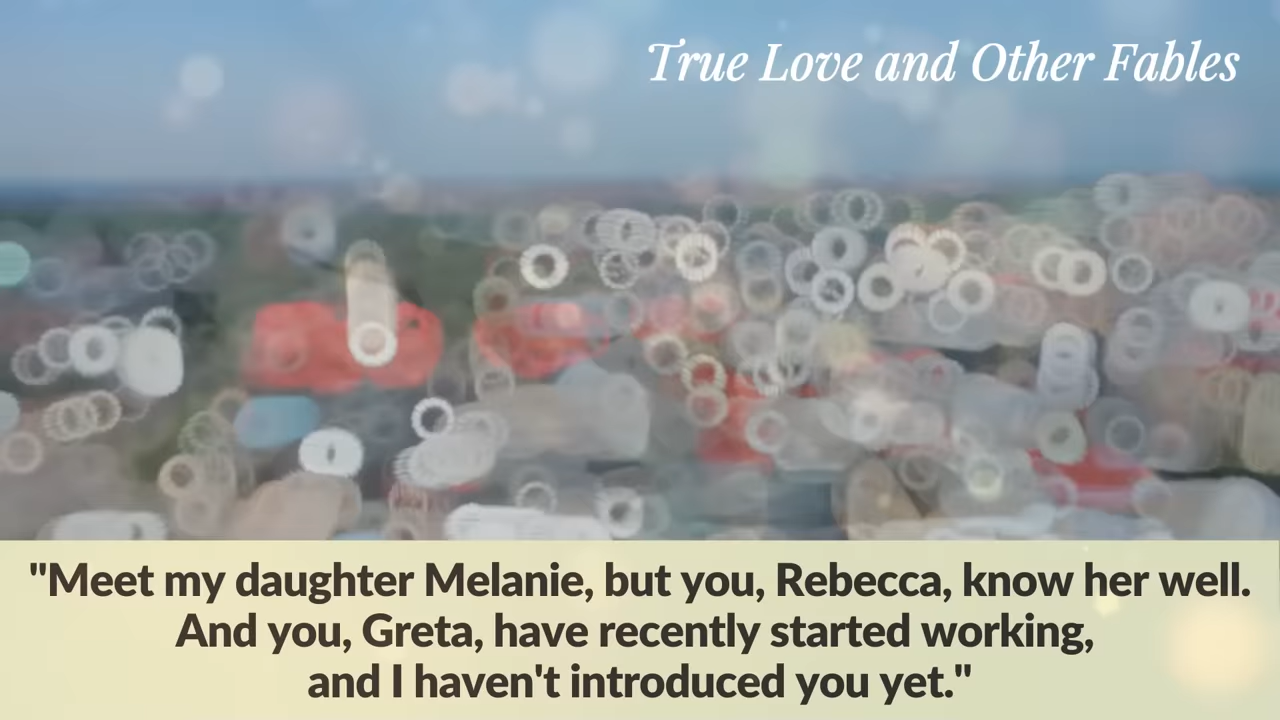 True Love and Other Fables
"Meet my daughter Melanie, but you, Rebecca, know her well.
And you, Greta, have recently started working,
and I haven't introduced you yet."